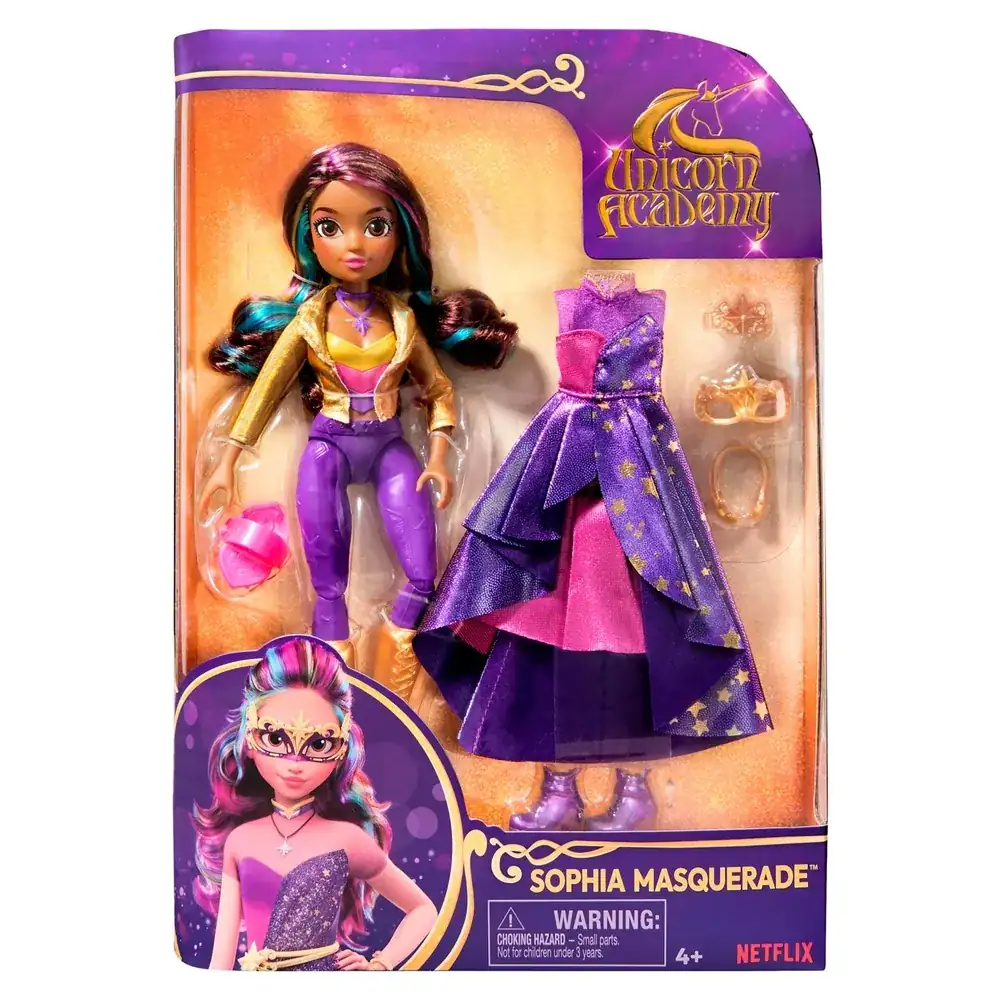 Unicorn
Academy
SOPHIA MASQUERADE™
WARNING:
CHOKING HAZARD – Small parts.
Not for children under 3 years.
4+
NETFLIX